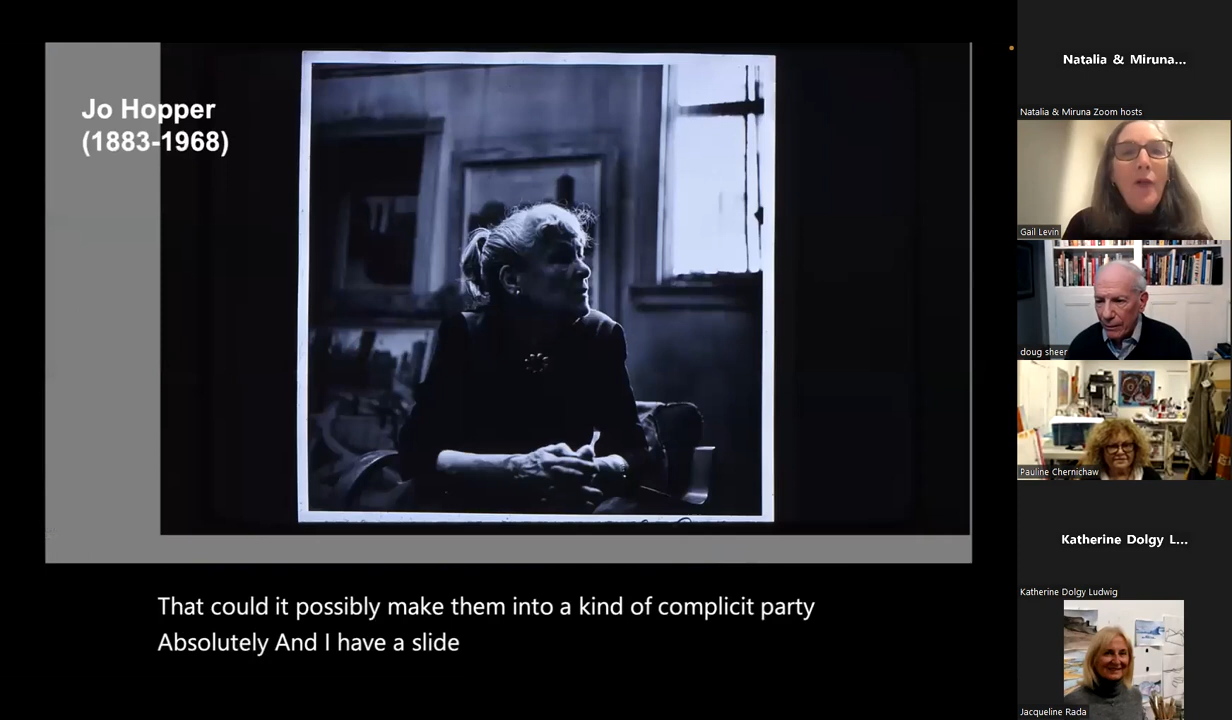 Jo Hopper
(1883-1968)
That could it possibly make them into a kind of complicit party
Absolutely And I have a slide
Natalia & Miruna...
Natalia & Miruna Zoom hosts
Gail Levin
doug sheer
Pauline Chernichaw
Katherine Dolgy L...
Katherine Dolgy Ludwig
Jacqueline Rada